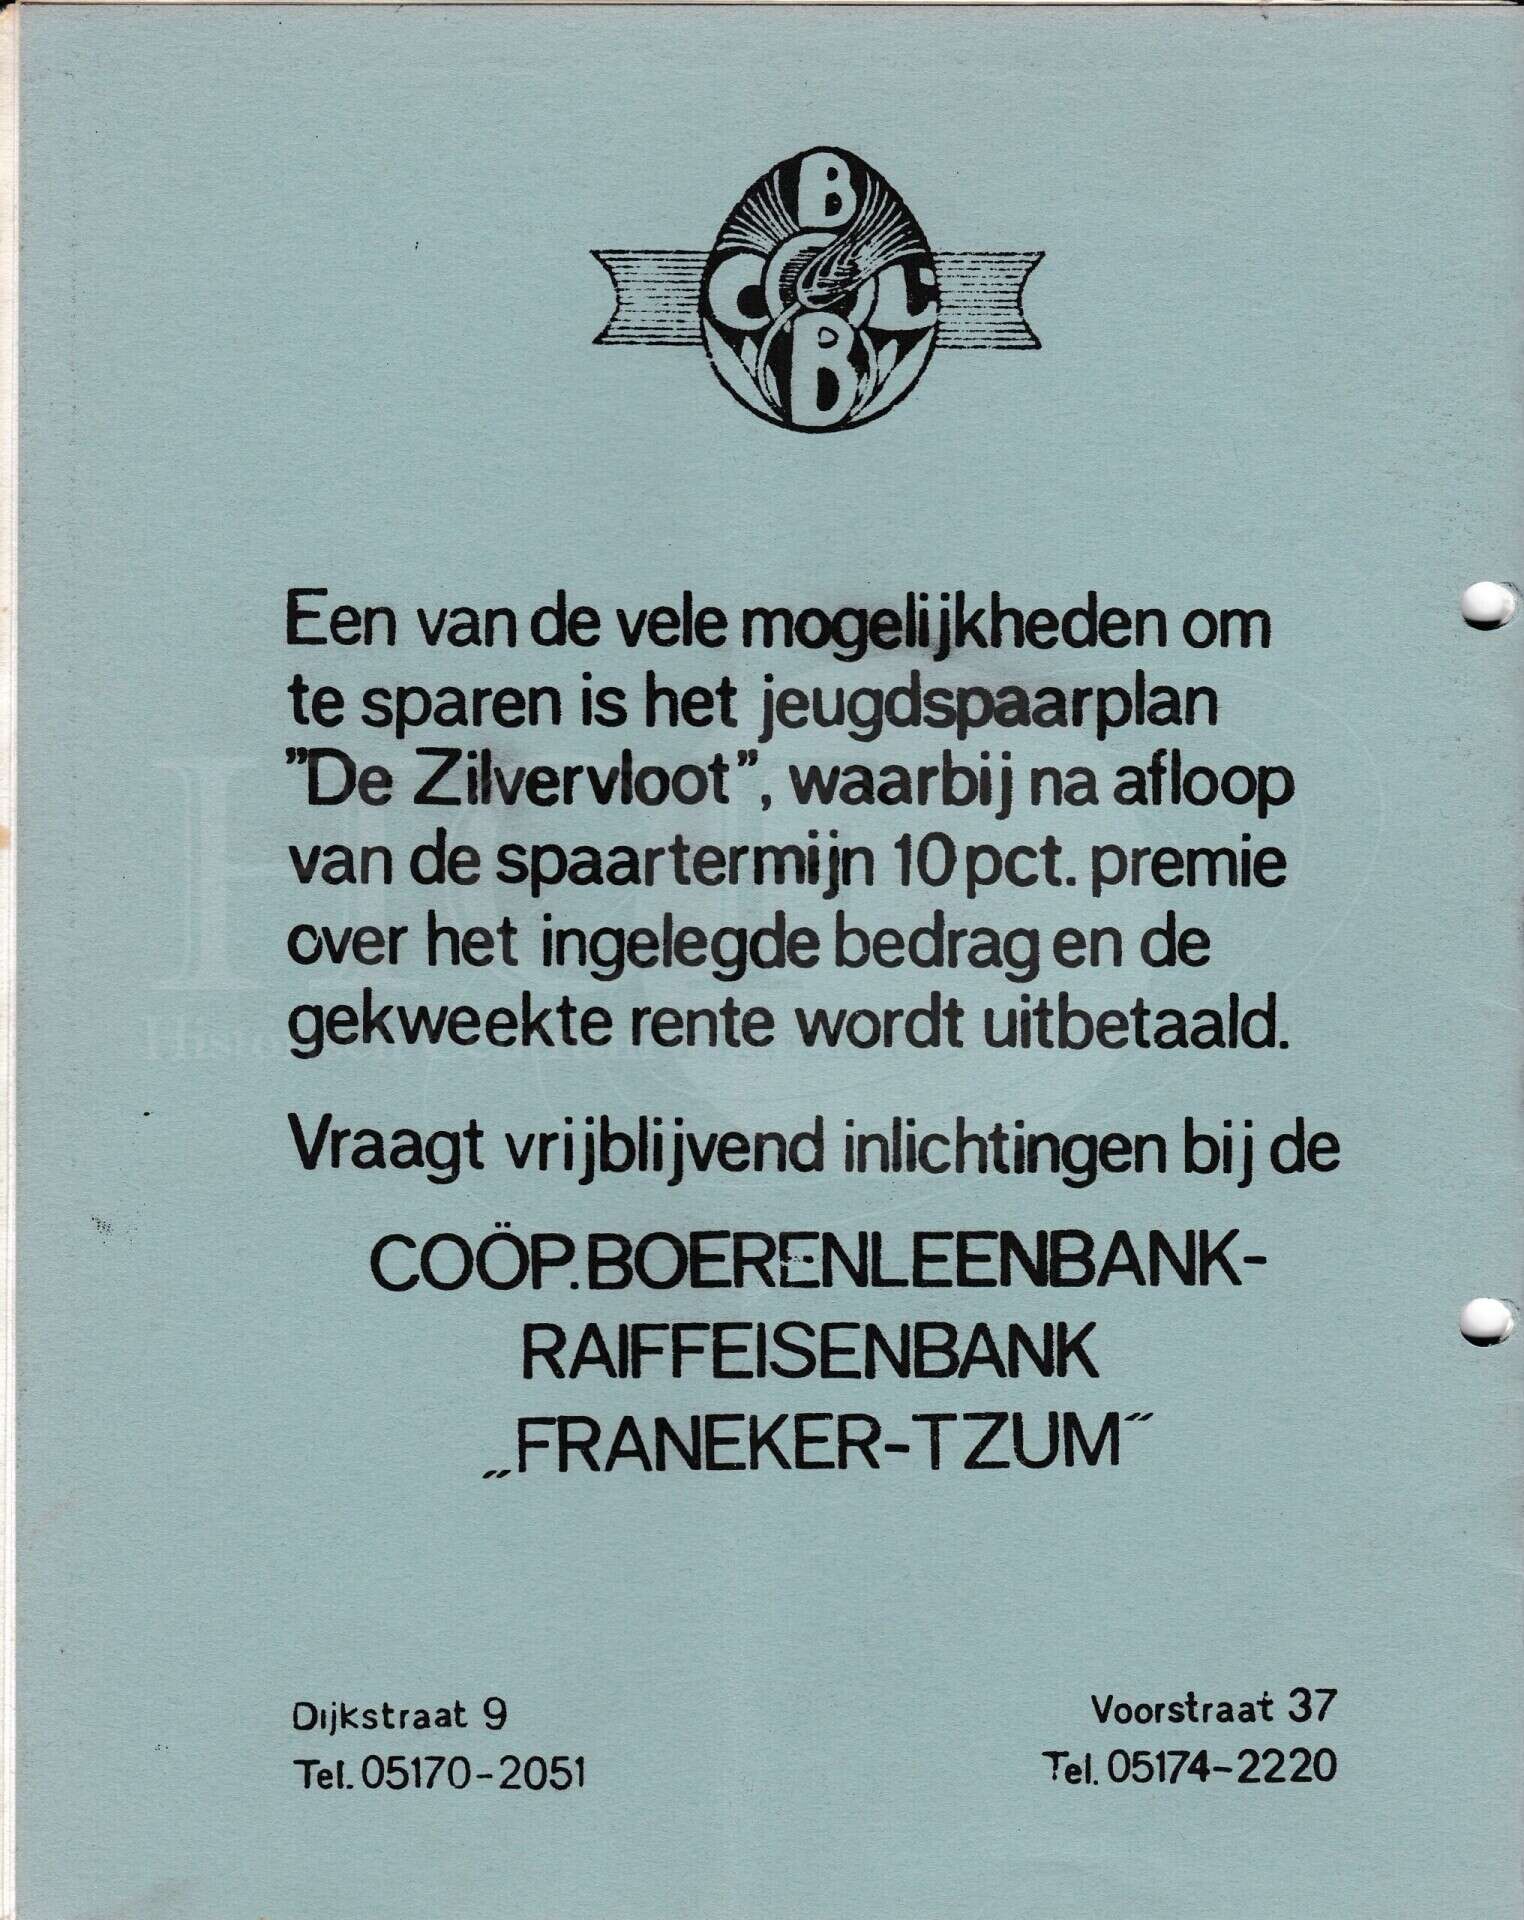 B
C L
B
Een van de vele mogelijkheden om
te sparen is het jeugdspaarplan
”De Zilvervloot”, waarbij na afloop
van de spaartermijn 10 pct. premie
over het ingelegde bedrag en de
gekweekte rente wordt uitbetaald.
Vraagt vrijblijvend inlichtingen bij de
COÖP. BOERENLEENBANK-
RAIFFEISENBANK
„FRANEKER-TZUM”
Dijkstraat 9
Tel. 05170-2051
Voorstraat 37
Tel. 05174-2220